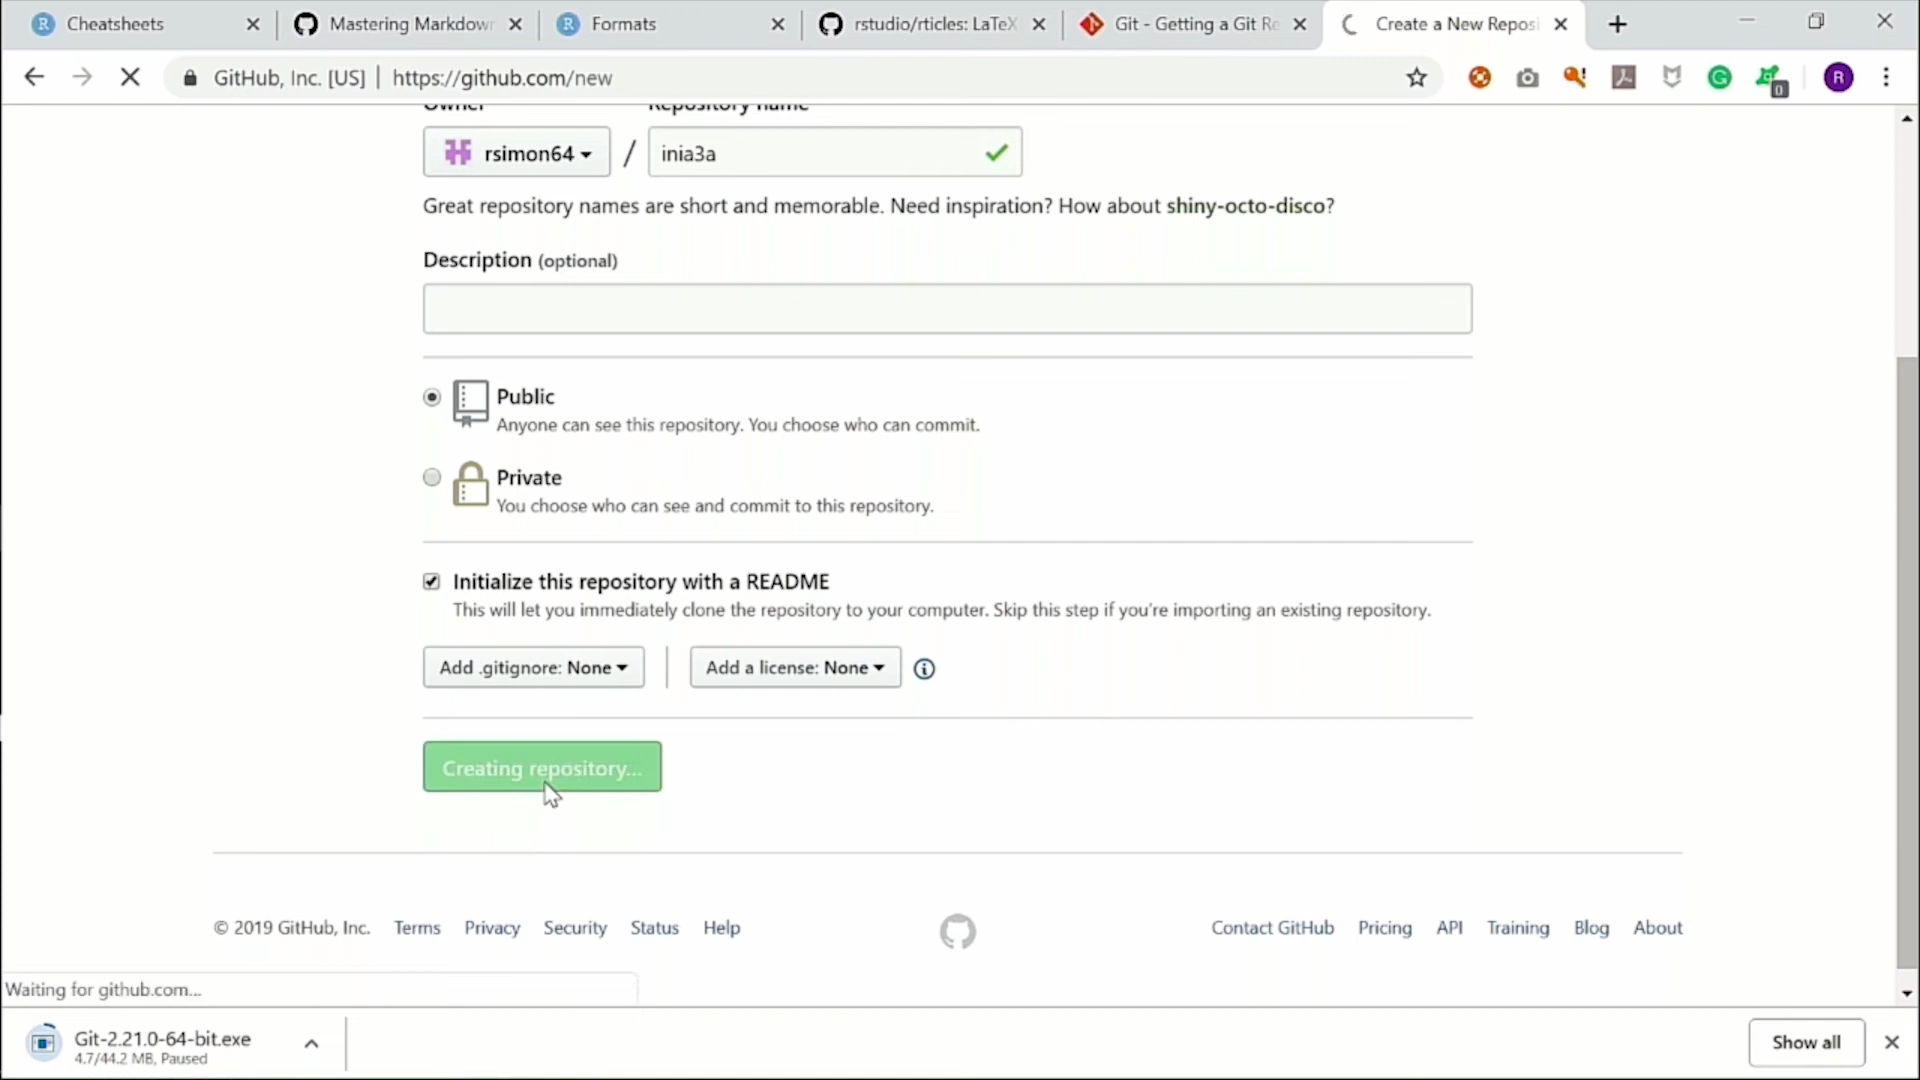 Cheatsheets
Mastering Markdown
Formats
rstudio/rticles: LaTeX
Git - Getting a Git Re
Create a New Reposi
GitHub, Inc. [US] | https://github.com/new
0
R
Owner
Repository name
rsimon64 / inia3a
Great repository names are short and memorable. Need inspiration? How about shiny-octo-disco?
Description (optional)
Public
Anyone can see this repository. You choose who can commit.
Private
You choose who can see and commit to this repository.
Initialize this repository with a README
This will let you immediately clone the repository to your computer. Skip this step if you're importing an existing repository.
Add .gitignore: None
Add a license: None
Creating repository...
© 2019 GitHub, Inc. Terms Privacy Security Status Help
Contact GitHub Pricing API Training Blog About
Waiting for github.com...
Git-2.21.0-64-bit.exe
4.7/44.2 MB, Paused
Show all